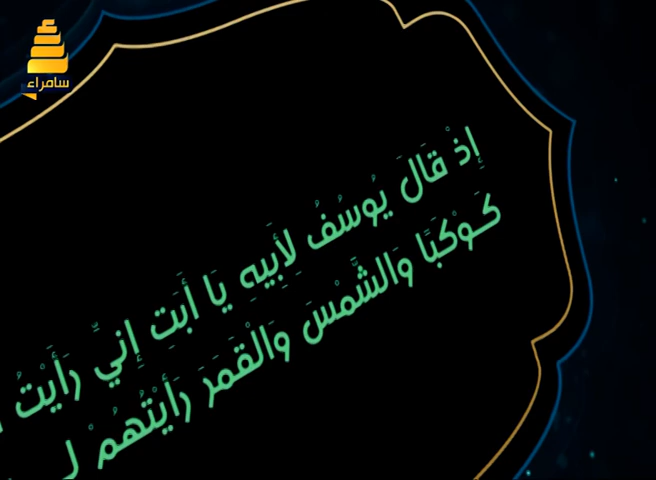 سامراء
إِذْ قَالَ يُوسُفُ لِأَبِيهِ يَا أَبَتِ إِنِّي رَأَيْتُ
كَوْكَبًا وَالشَّمْسَ وَالْقَمَرَ رَأَيْتُهُمْ